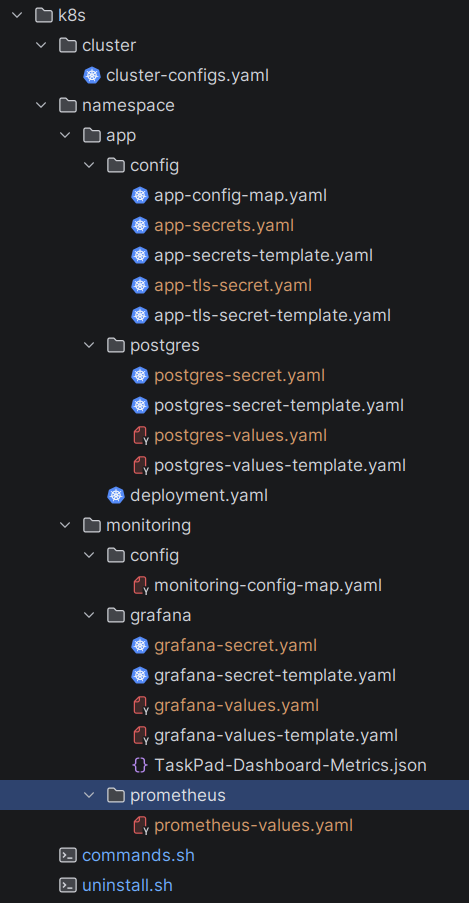 k8s
cluster
cluster-configs.yaml
namespace
app
config
app-config-map.yaml
app-secrets.yaml
app-secrets-template.yaml
app-tls-secret.yaml
app-tls-secret-template.yaml
postgres
postgres-secret.yaml
postgres-secret-template.yaml
postgres-values.yaml
postgres-values-template.yaml
deployment.yaml
monitoring
config
monitoring-config-map.yaml
grafana
grafana-secret.yaml
grafana-secret-template.yaml
grafana-values.yaml
grafana-values-template.yaml
TaskPad-Dashboard-Metrics.json
prometheus
prometheus-values.yaml
commands.sh
uninstall.sh